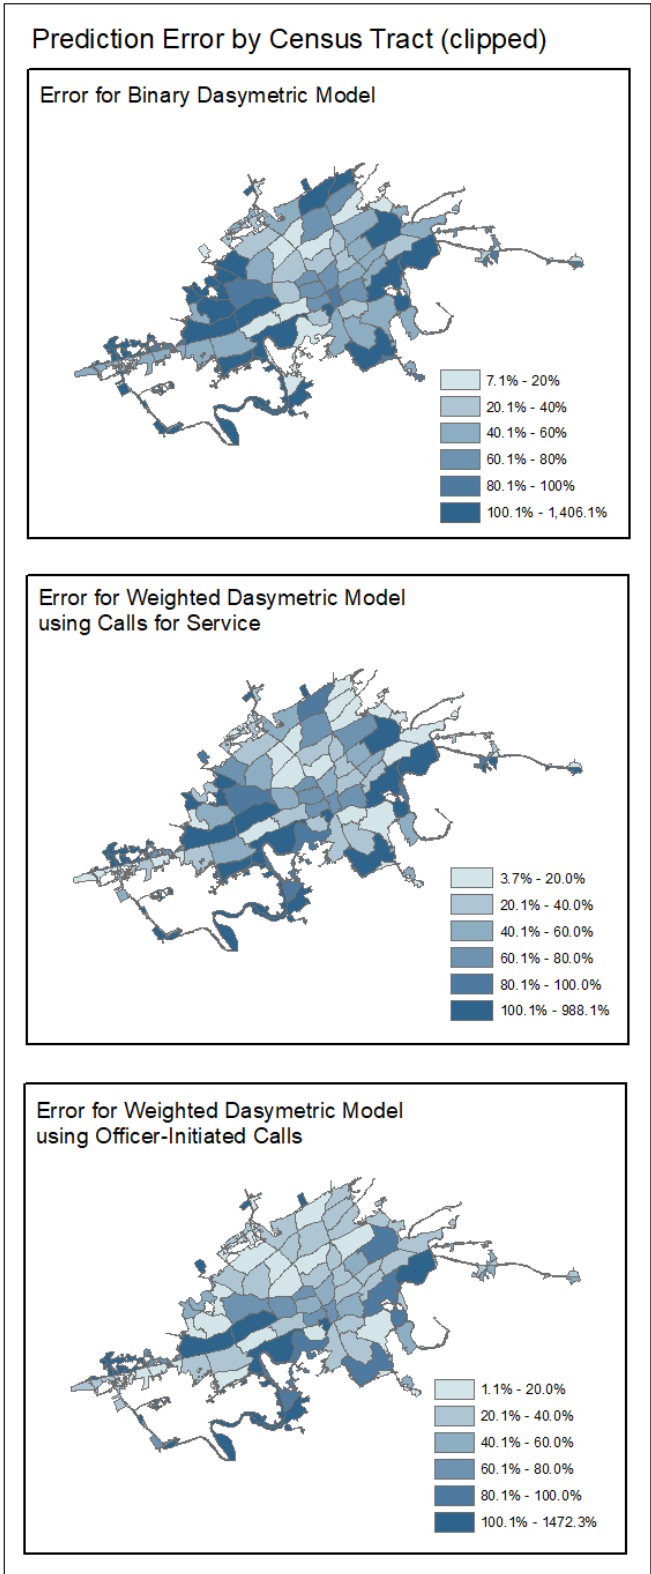 Prediction Error by Census Tract (clipped)
Error for Binary Dasymetric Model
7.1% - 20%
20.1% - 40%
40.1% - 60%
60.1% - 80%
80.1% - 100%
100.1% - 1,406.1%
Error for Weighted Dasymetric Model
using Calls for Service
3.7% - 20.0%
20.1% - 40.0%
40.1% - 60.0%
60.1% - 80.0%
80.1% - 100.0%
100.1% - 988.1%
Error for Weighted Dasymetric Model
using Officer-Initiated Calls
1.1% - 20.0%
20.1% - 40.0%
40.1% - 60.0%
60.1% - 80.0%
80.1% - 100.0%
100.1% - 1472.3%